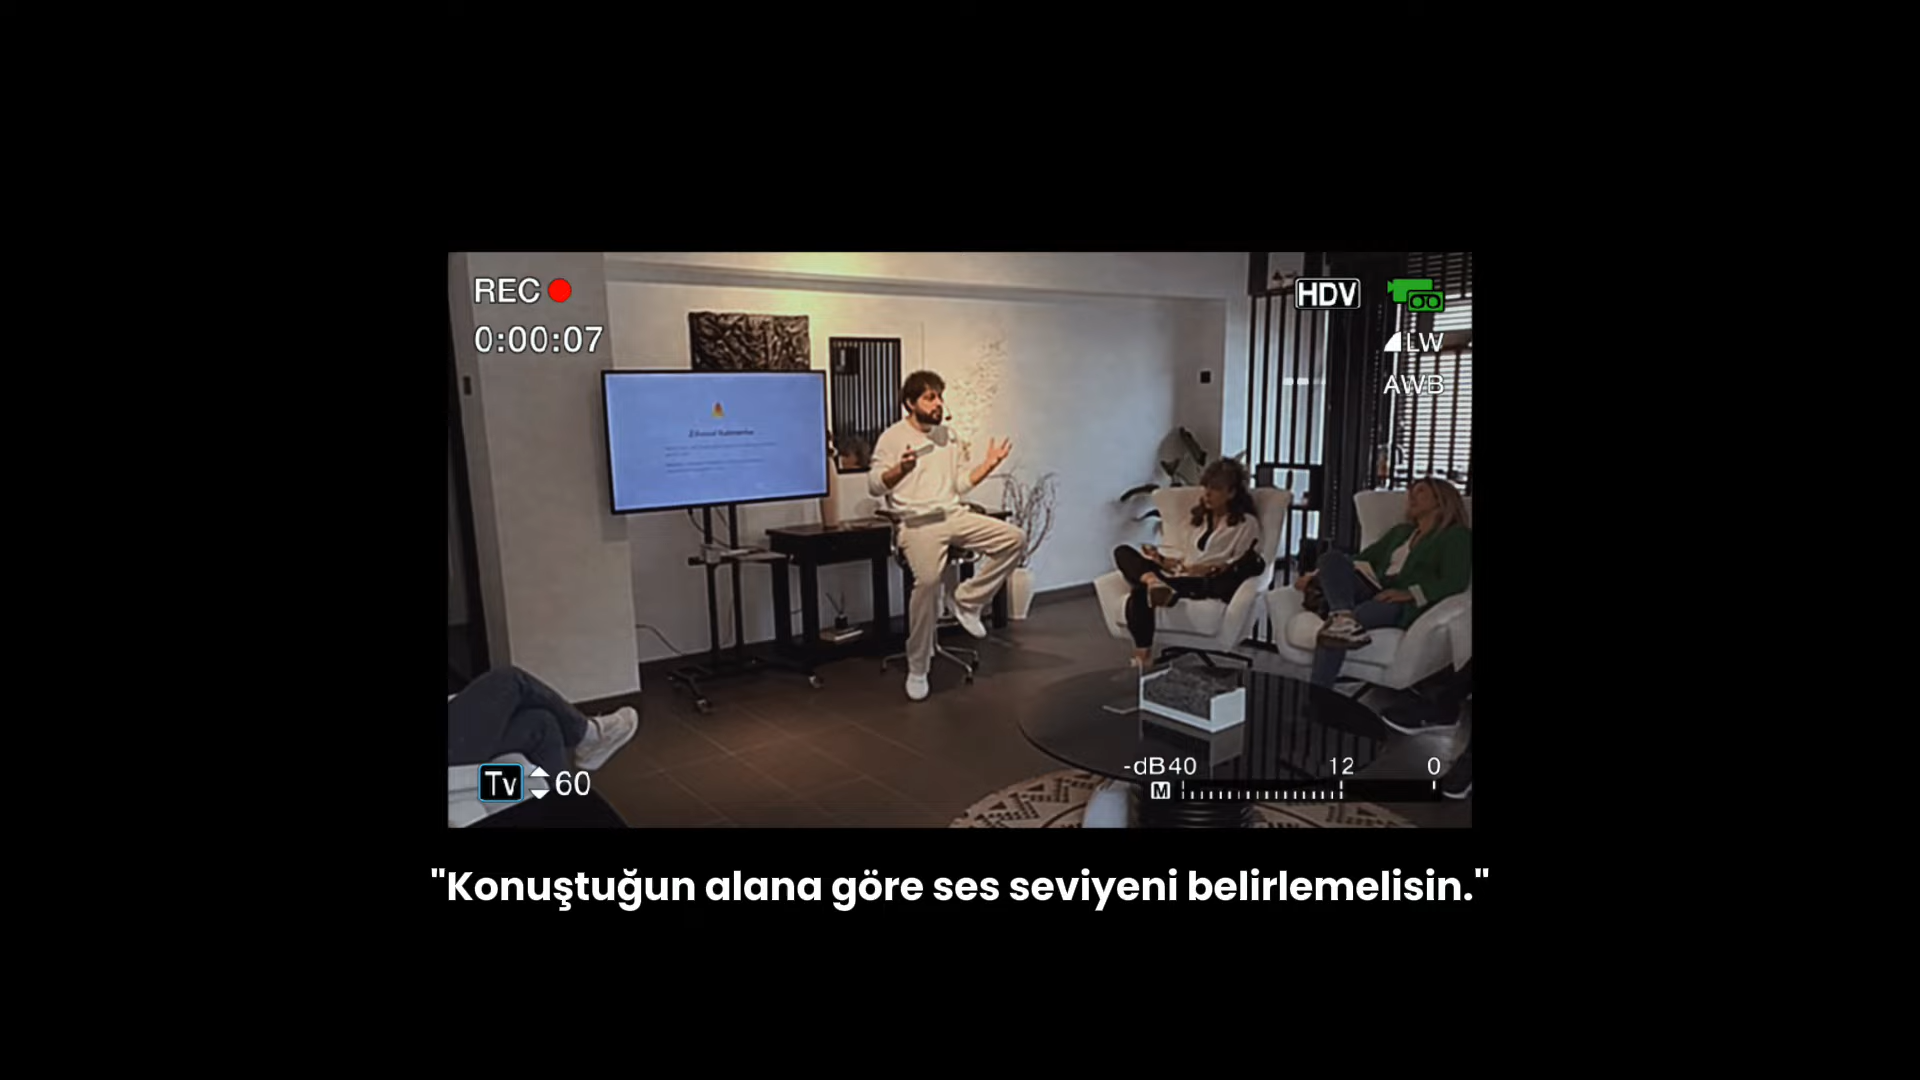 REC
0:00:07
HDV
LW
AWB
Tv 60
-dB40 12 0
M
"Konuştuğun alana göre ses seviyeni belirlemelisin."